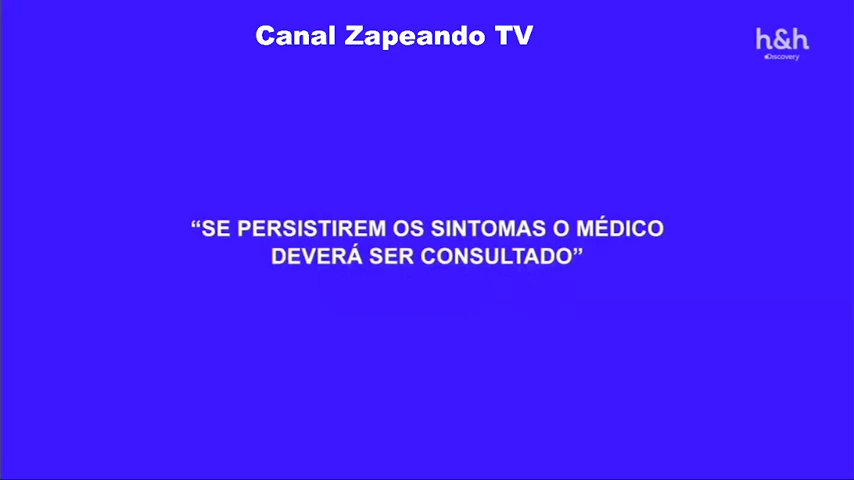 Canal Zapeando TV
h&h
Discovery
“SE PERSISTIREM OS SINTOMAS O MÉDICO
DEVERÁ SER CONSULTADO”